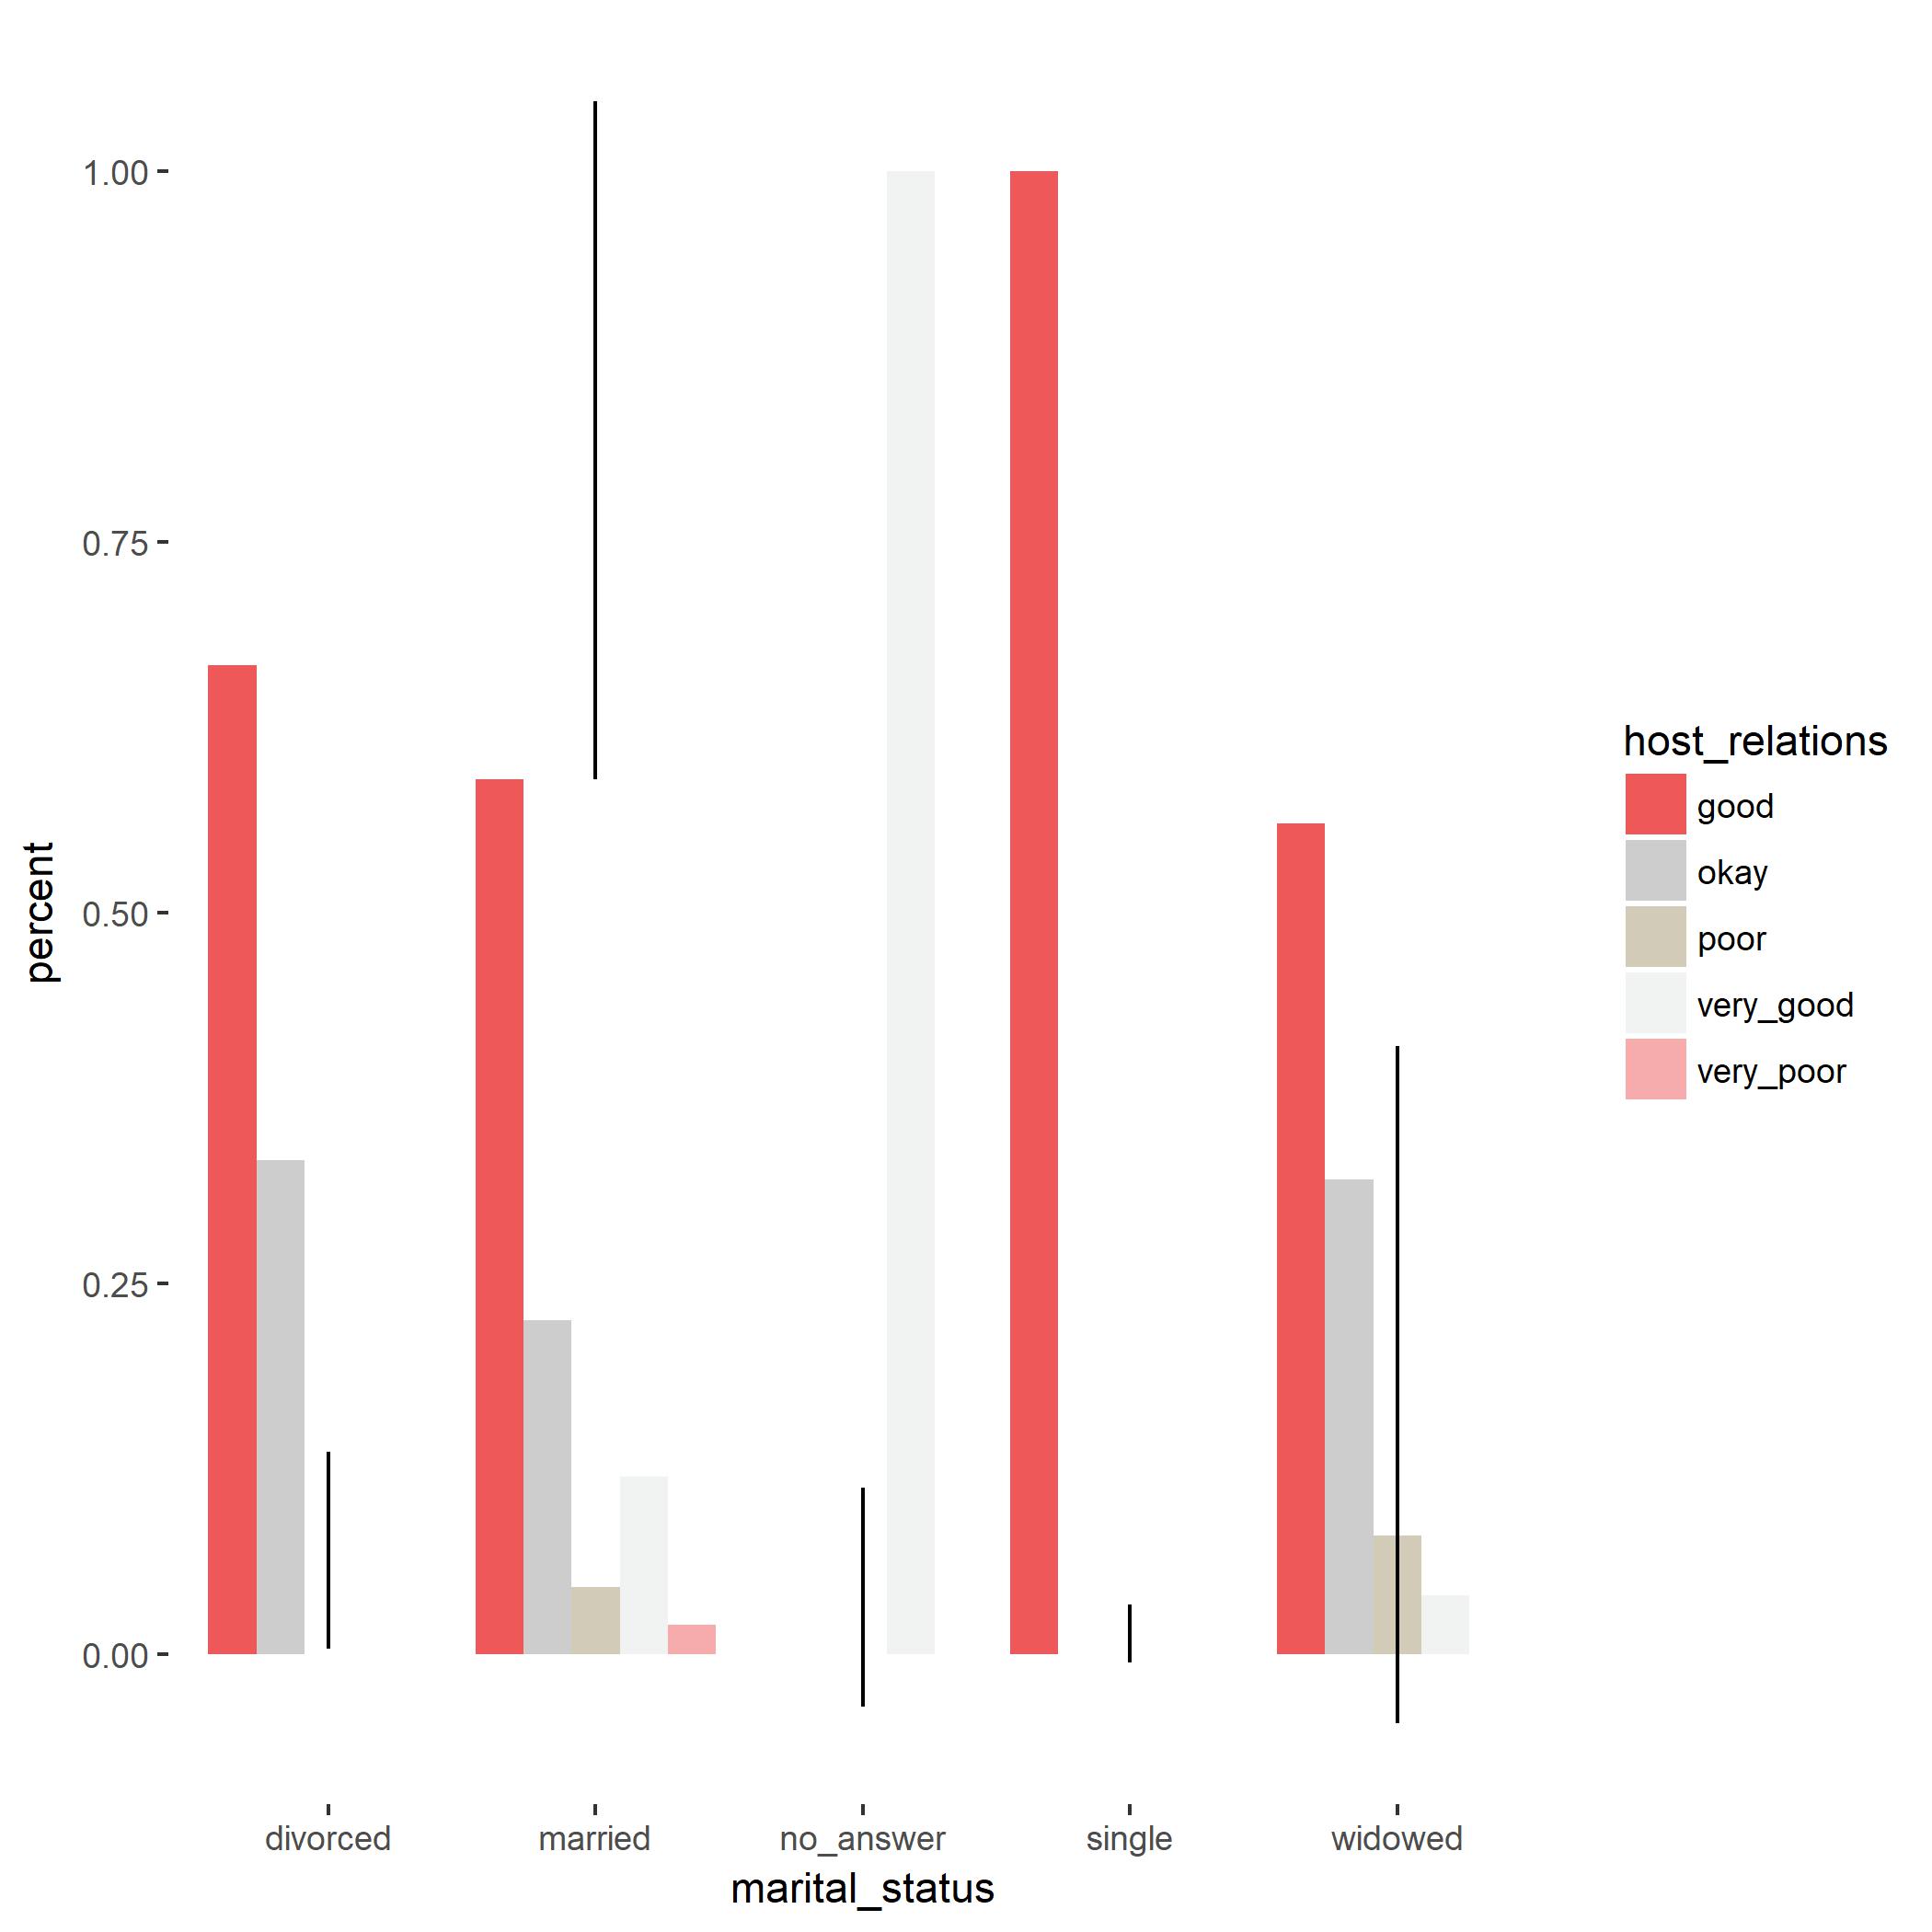 1.00
0.75
0.50
0.25
0.00
percent
divorced married no_answer single widowed
marital_status
host_relations
good
okay
poor
very_good
very_poor